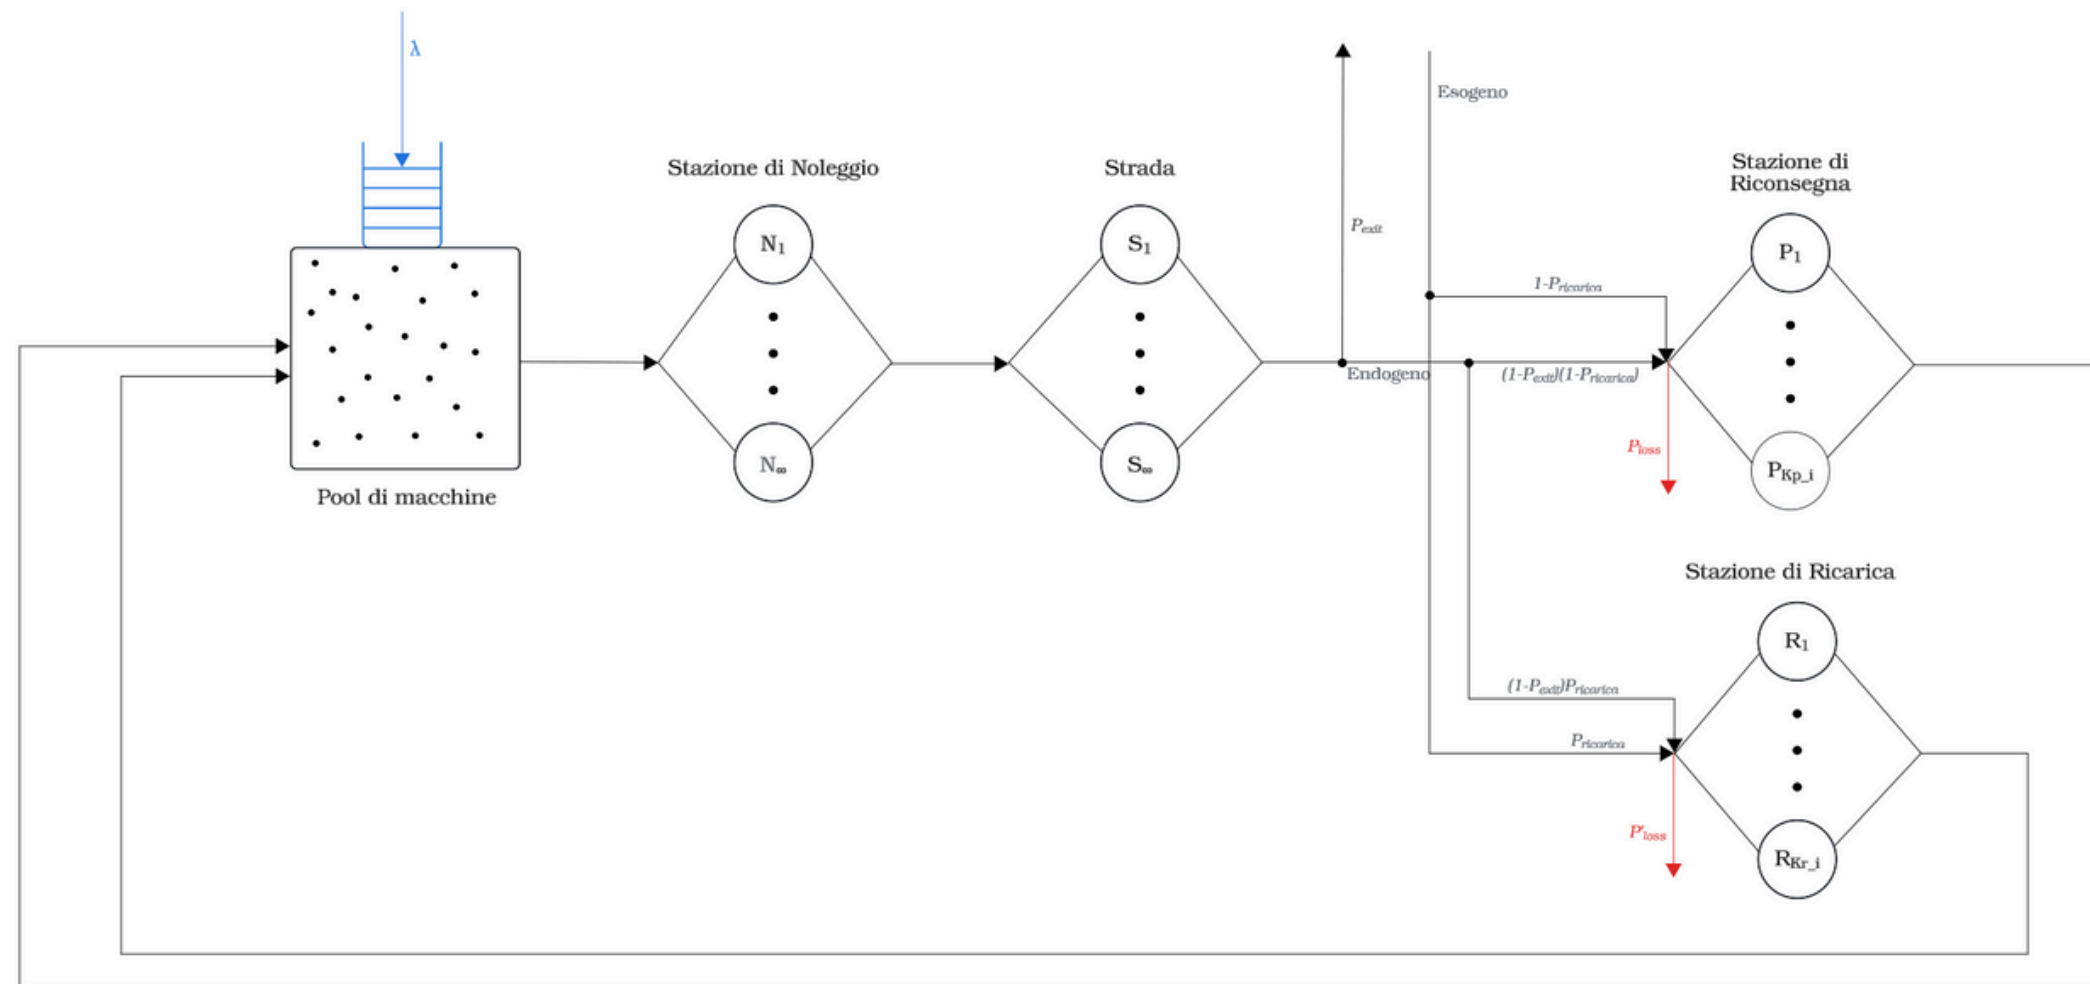 λ
Pool di macchine
Stazione di Noleggio
N1
N∞
Strada
S1
S∞
Pexit
Esogeno
Endogeno
1-Pricarica
(1-Pexit)(1-Pricarica)
Ploss
Stazione di
Riconsegna
P1
PKp_i
Stazione di Ricarica
(1-Pexit)Pricarica
Pricarica
P'loss
R1
RKr_i